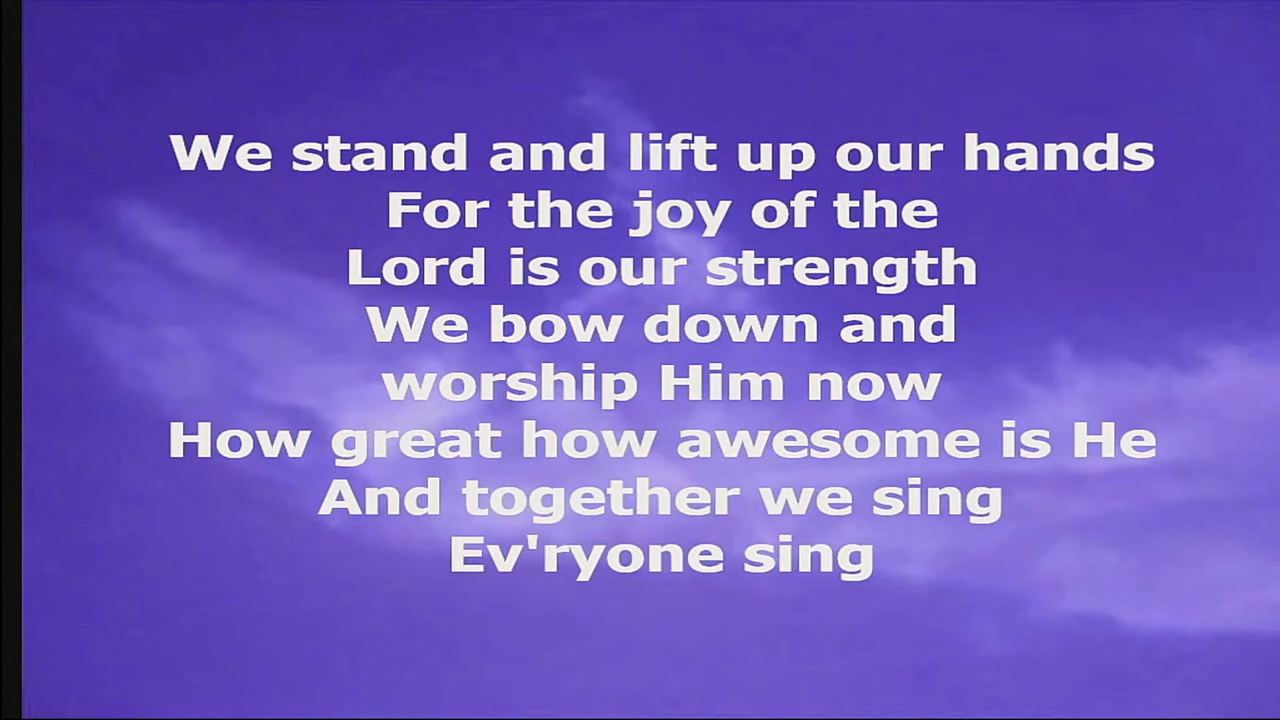 We stand and lift up our hands
For the joy of the
Lord is our strength
We bow down and
worship Him now
How great how awesome is He
And together we sing
Ev'ryone sing